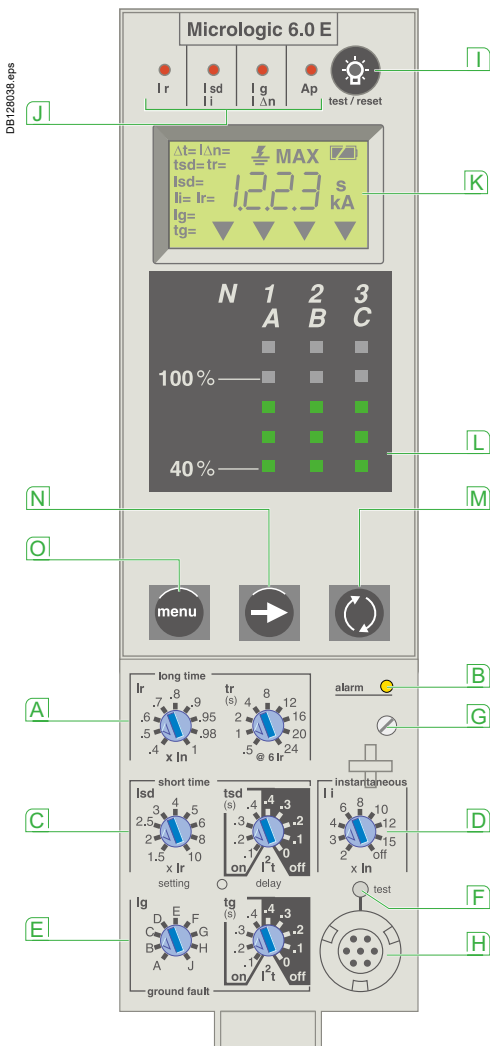 DB128038.eps
Micrologic 6.0 E
Ir Isd Ig Ap
Ii I∆n
test / reset
I
J
∆t= I∆n=
tsd= tr=
Isd=
Ii= Ir=
Ig=
tg=
MAX
1.2.2.3
s
kA
K
N 1 2 3
A B C
100 %
40 %
L
N
M
O
menu
long time
Ir
.4 .5 .6 .7 .8 .9 .95 .98 1
x In
tr
(s)
.5 1 2 4 8 12 16 20 24
@ 6 Ir
A
alarm
B
G
short time
Isd
1.5 2 2.5 3 4 5 6 8 10
x Ir
tsd
(s)
.1 .2 .3 .4 .4 .3 .2 .1 0
on I²t off
C
setting
delay
instantaneous
Ii
2 3 4 6 8 10 12 15 off
x In
D
test
F
Ig
A B C D E F G H J
tg
(s)
.1 .2 .3 .4 .4 .3 .2 .1 0
on I²t off
ground fault
E
H